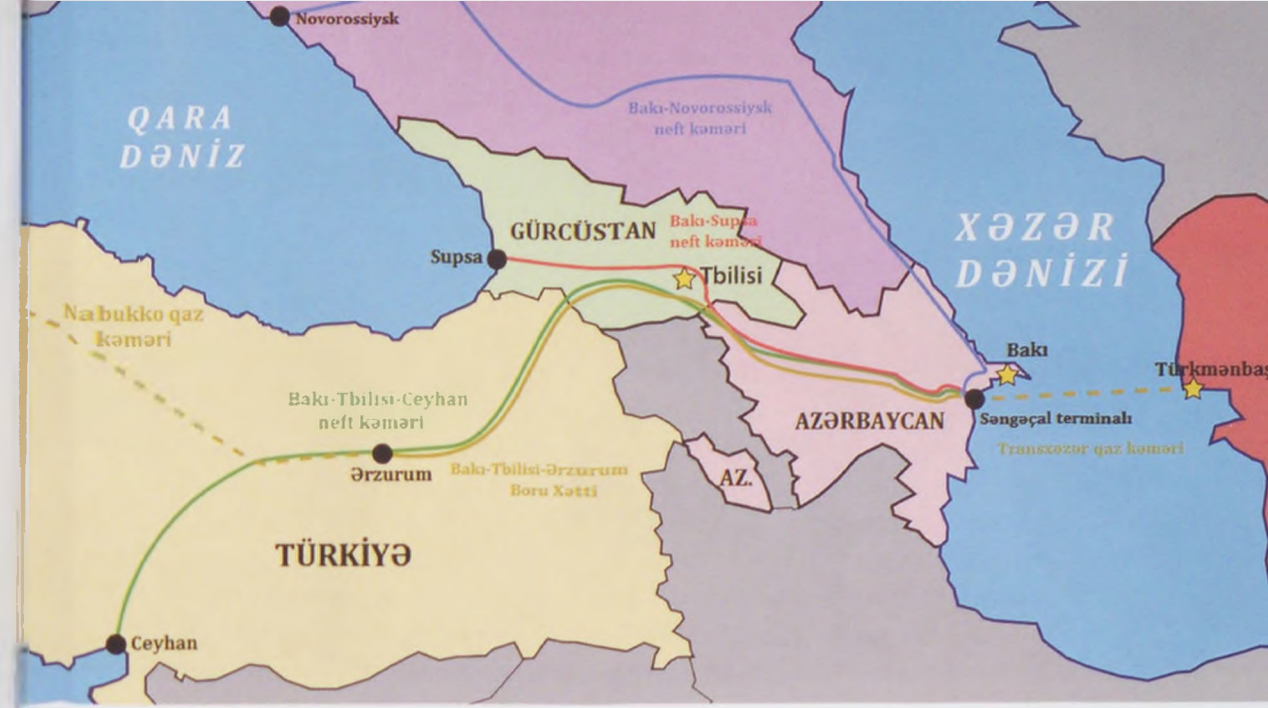 Novorossiysk
QARA
DƏNİZ
Bakı-Novorossiysk
neft kəməri
XƏZƏR
DƏNİZİ
GÜRCÜSTAN
Bakı-Supsa
neft kəməri
Supsa
Tbilisi
Nabukko qaz
kəməri
Bakı
Türkmənbaş
Bakı-Tbilisi-Ceyhan
neft kəməri
AZƏRBAYCAN
Səngəçal terminalı
Transxəzər qaz kəməri
Ərzurum
Bakı-Tbilisi-Ərzurum
Boru Xətti
AZ.
TÜRKİYƏ
Ceyhan